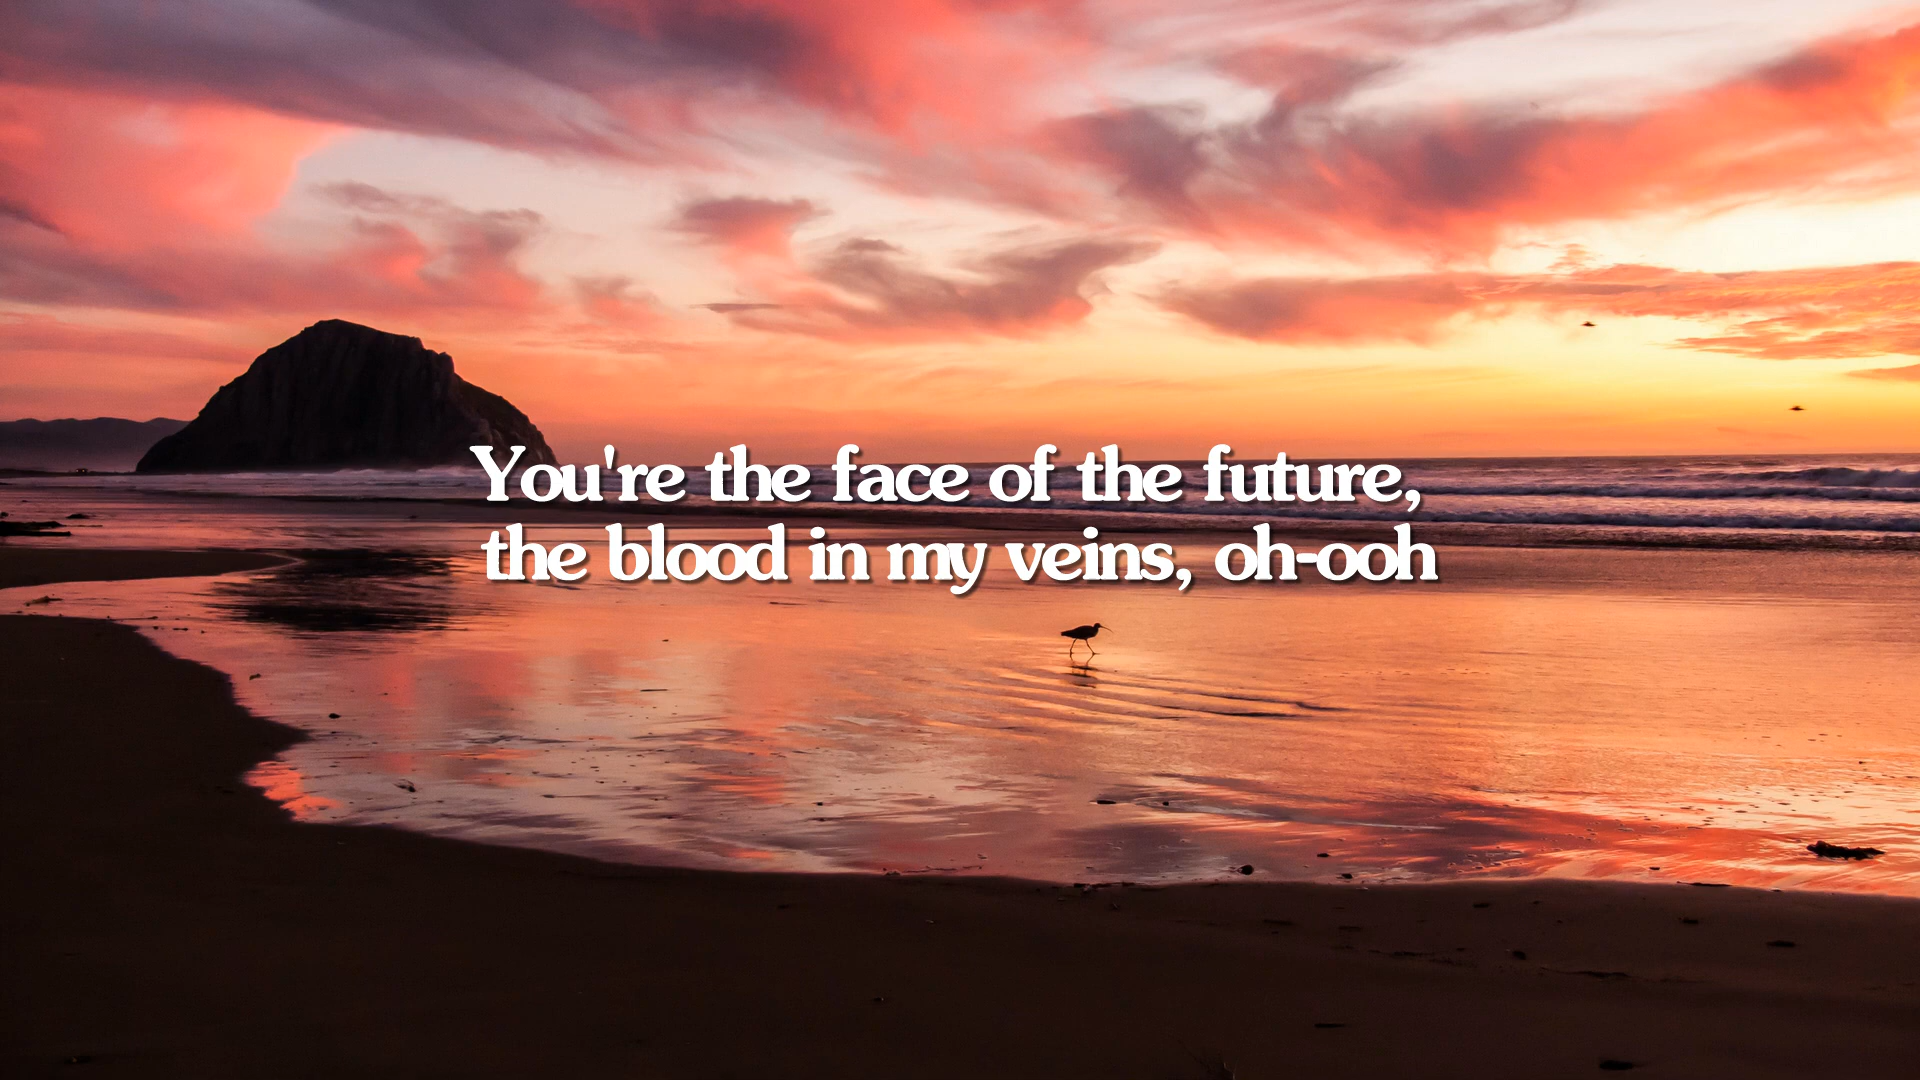 You're the face of the future,
the blood in my veins, oh-ooh